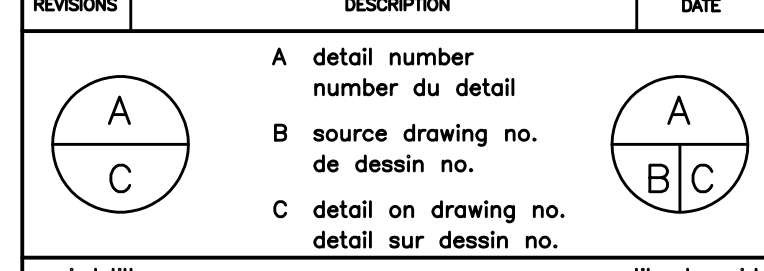 REVISIONS DESCRIPTION DATE
A detail number
number du detail
A
C
B source drawing no.
de dessin no.
C detail on drawing no.
detail sur dessin no.
A
B C